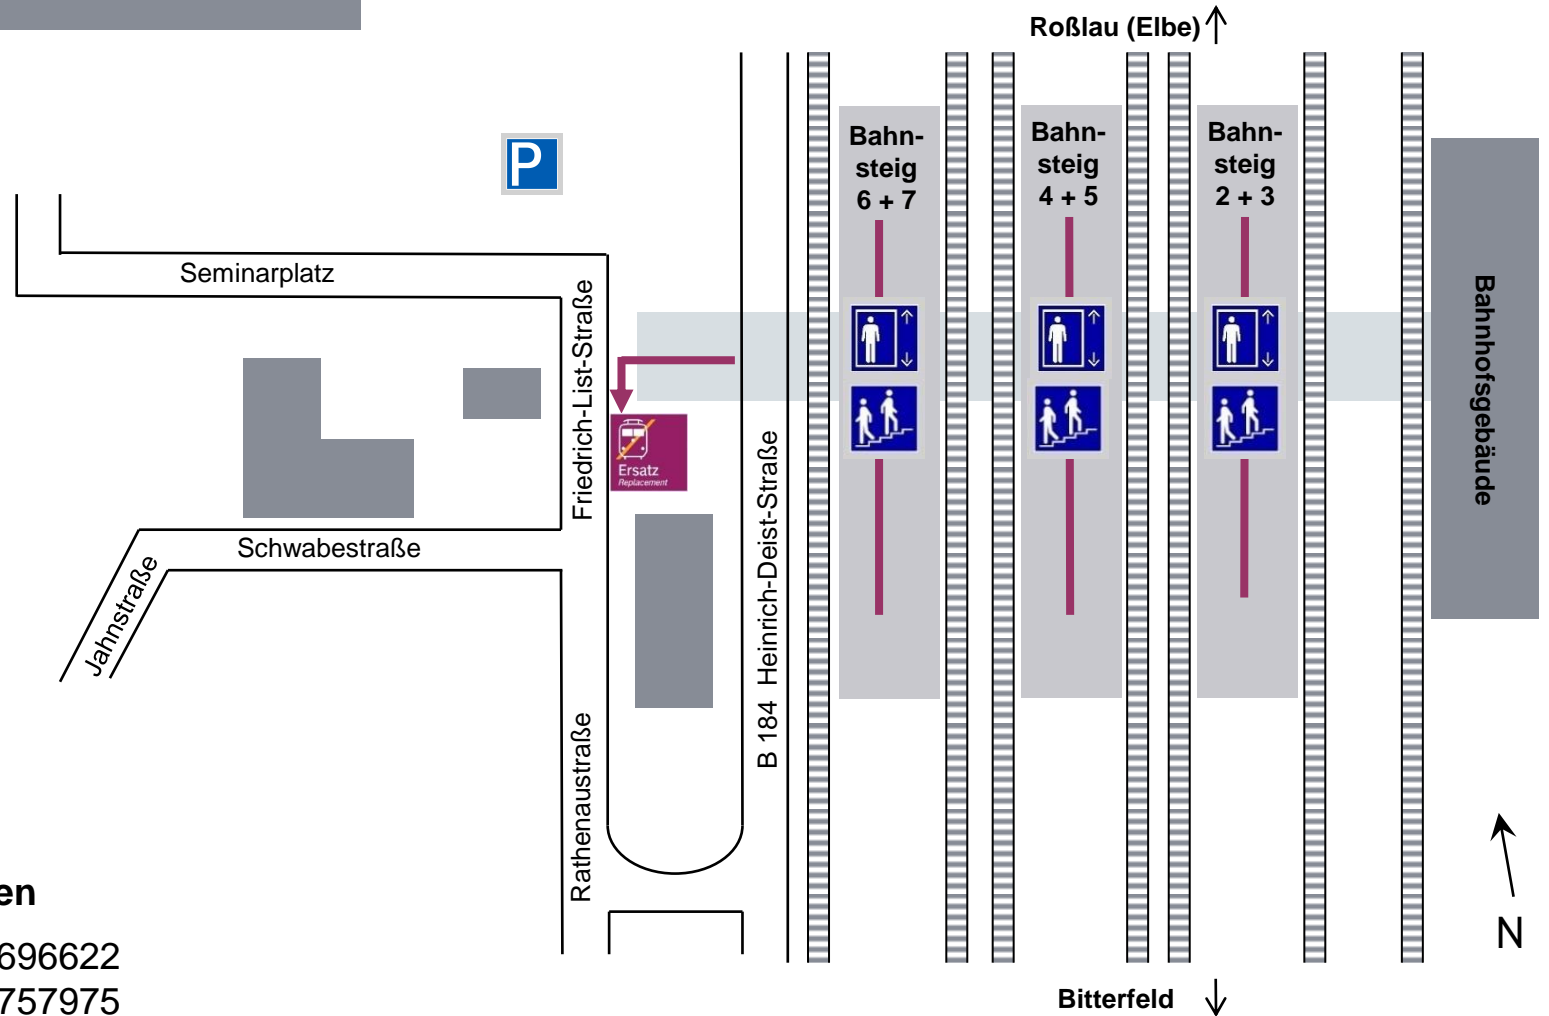 Roßlau (Elbe)
P
Bahn-
steig
6 + 7
Bahn-
steig
4 + 5
Bahn-
steig
2 + 3
Seminarplatz
Friedrich-List-Straße
Bahnhofsgebäude
Ersatz
Replacement
B 184 Heinrich-Deist-Straße
Schwabestraße
Jahnstraße
Rathenaustraße
en
696622
757975
N
Bitterfeld